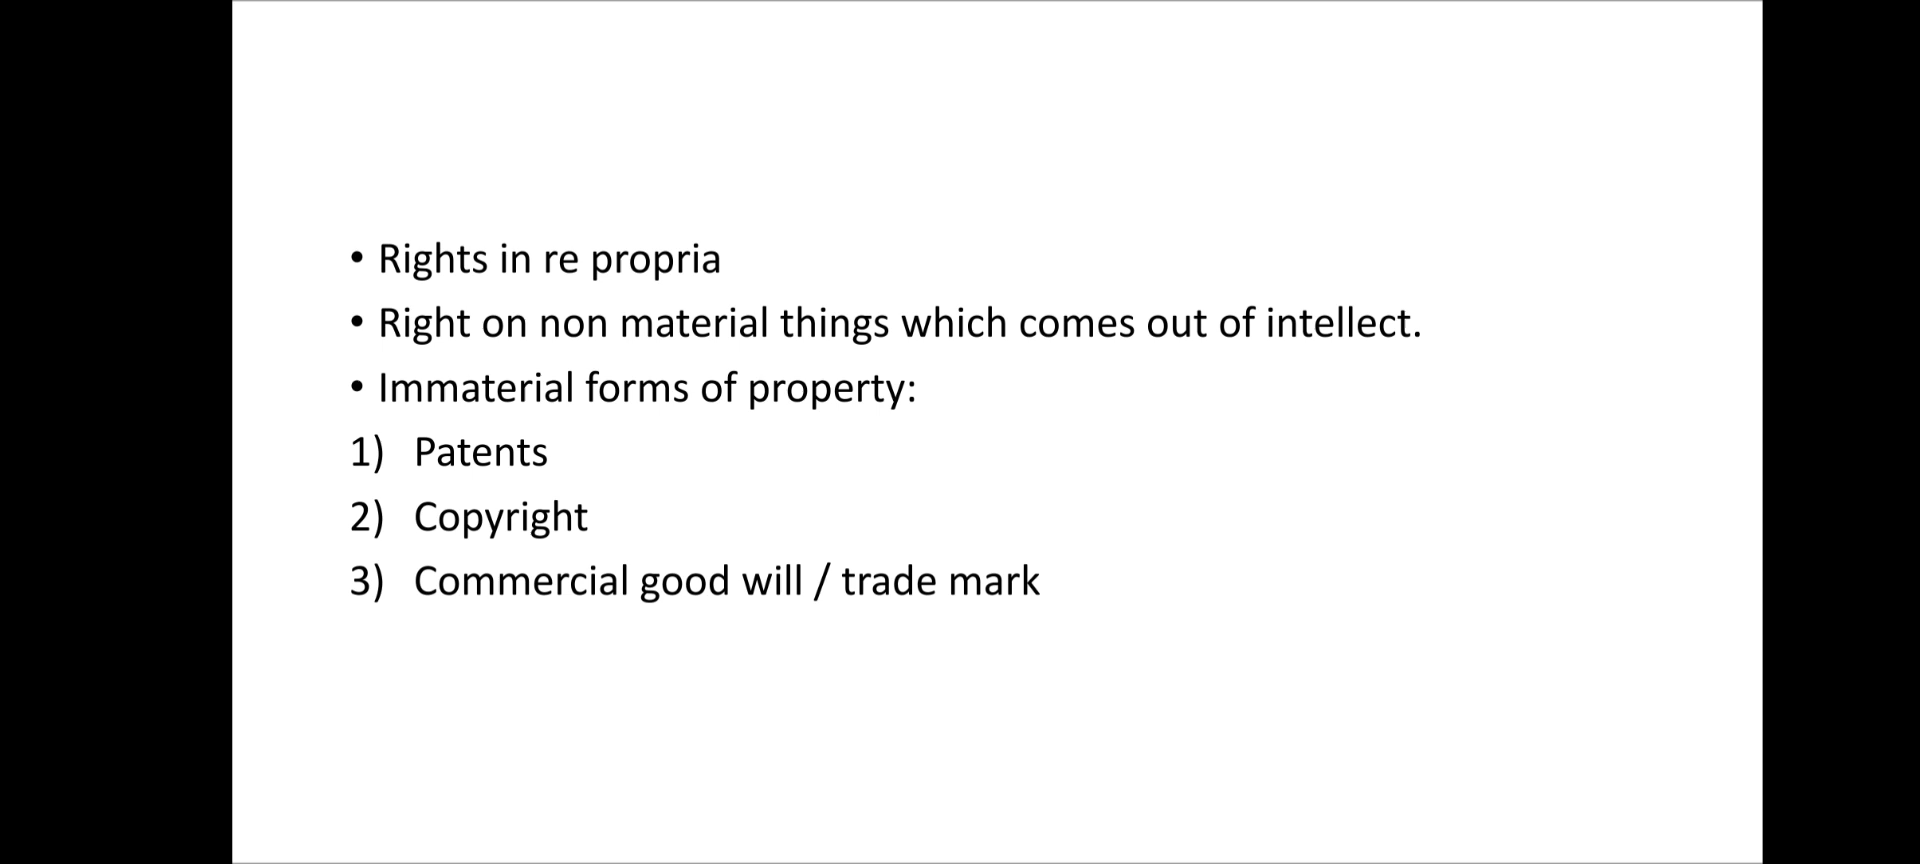 • Rights in re propria
• Right on non material things which comes out of intellect.
• Immaterial forms of property:
1) Patents
2) Copyright
3) Commercial good will / trade mark